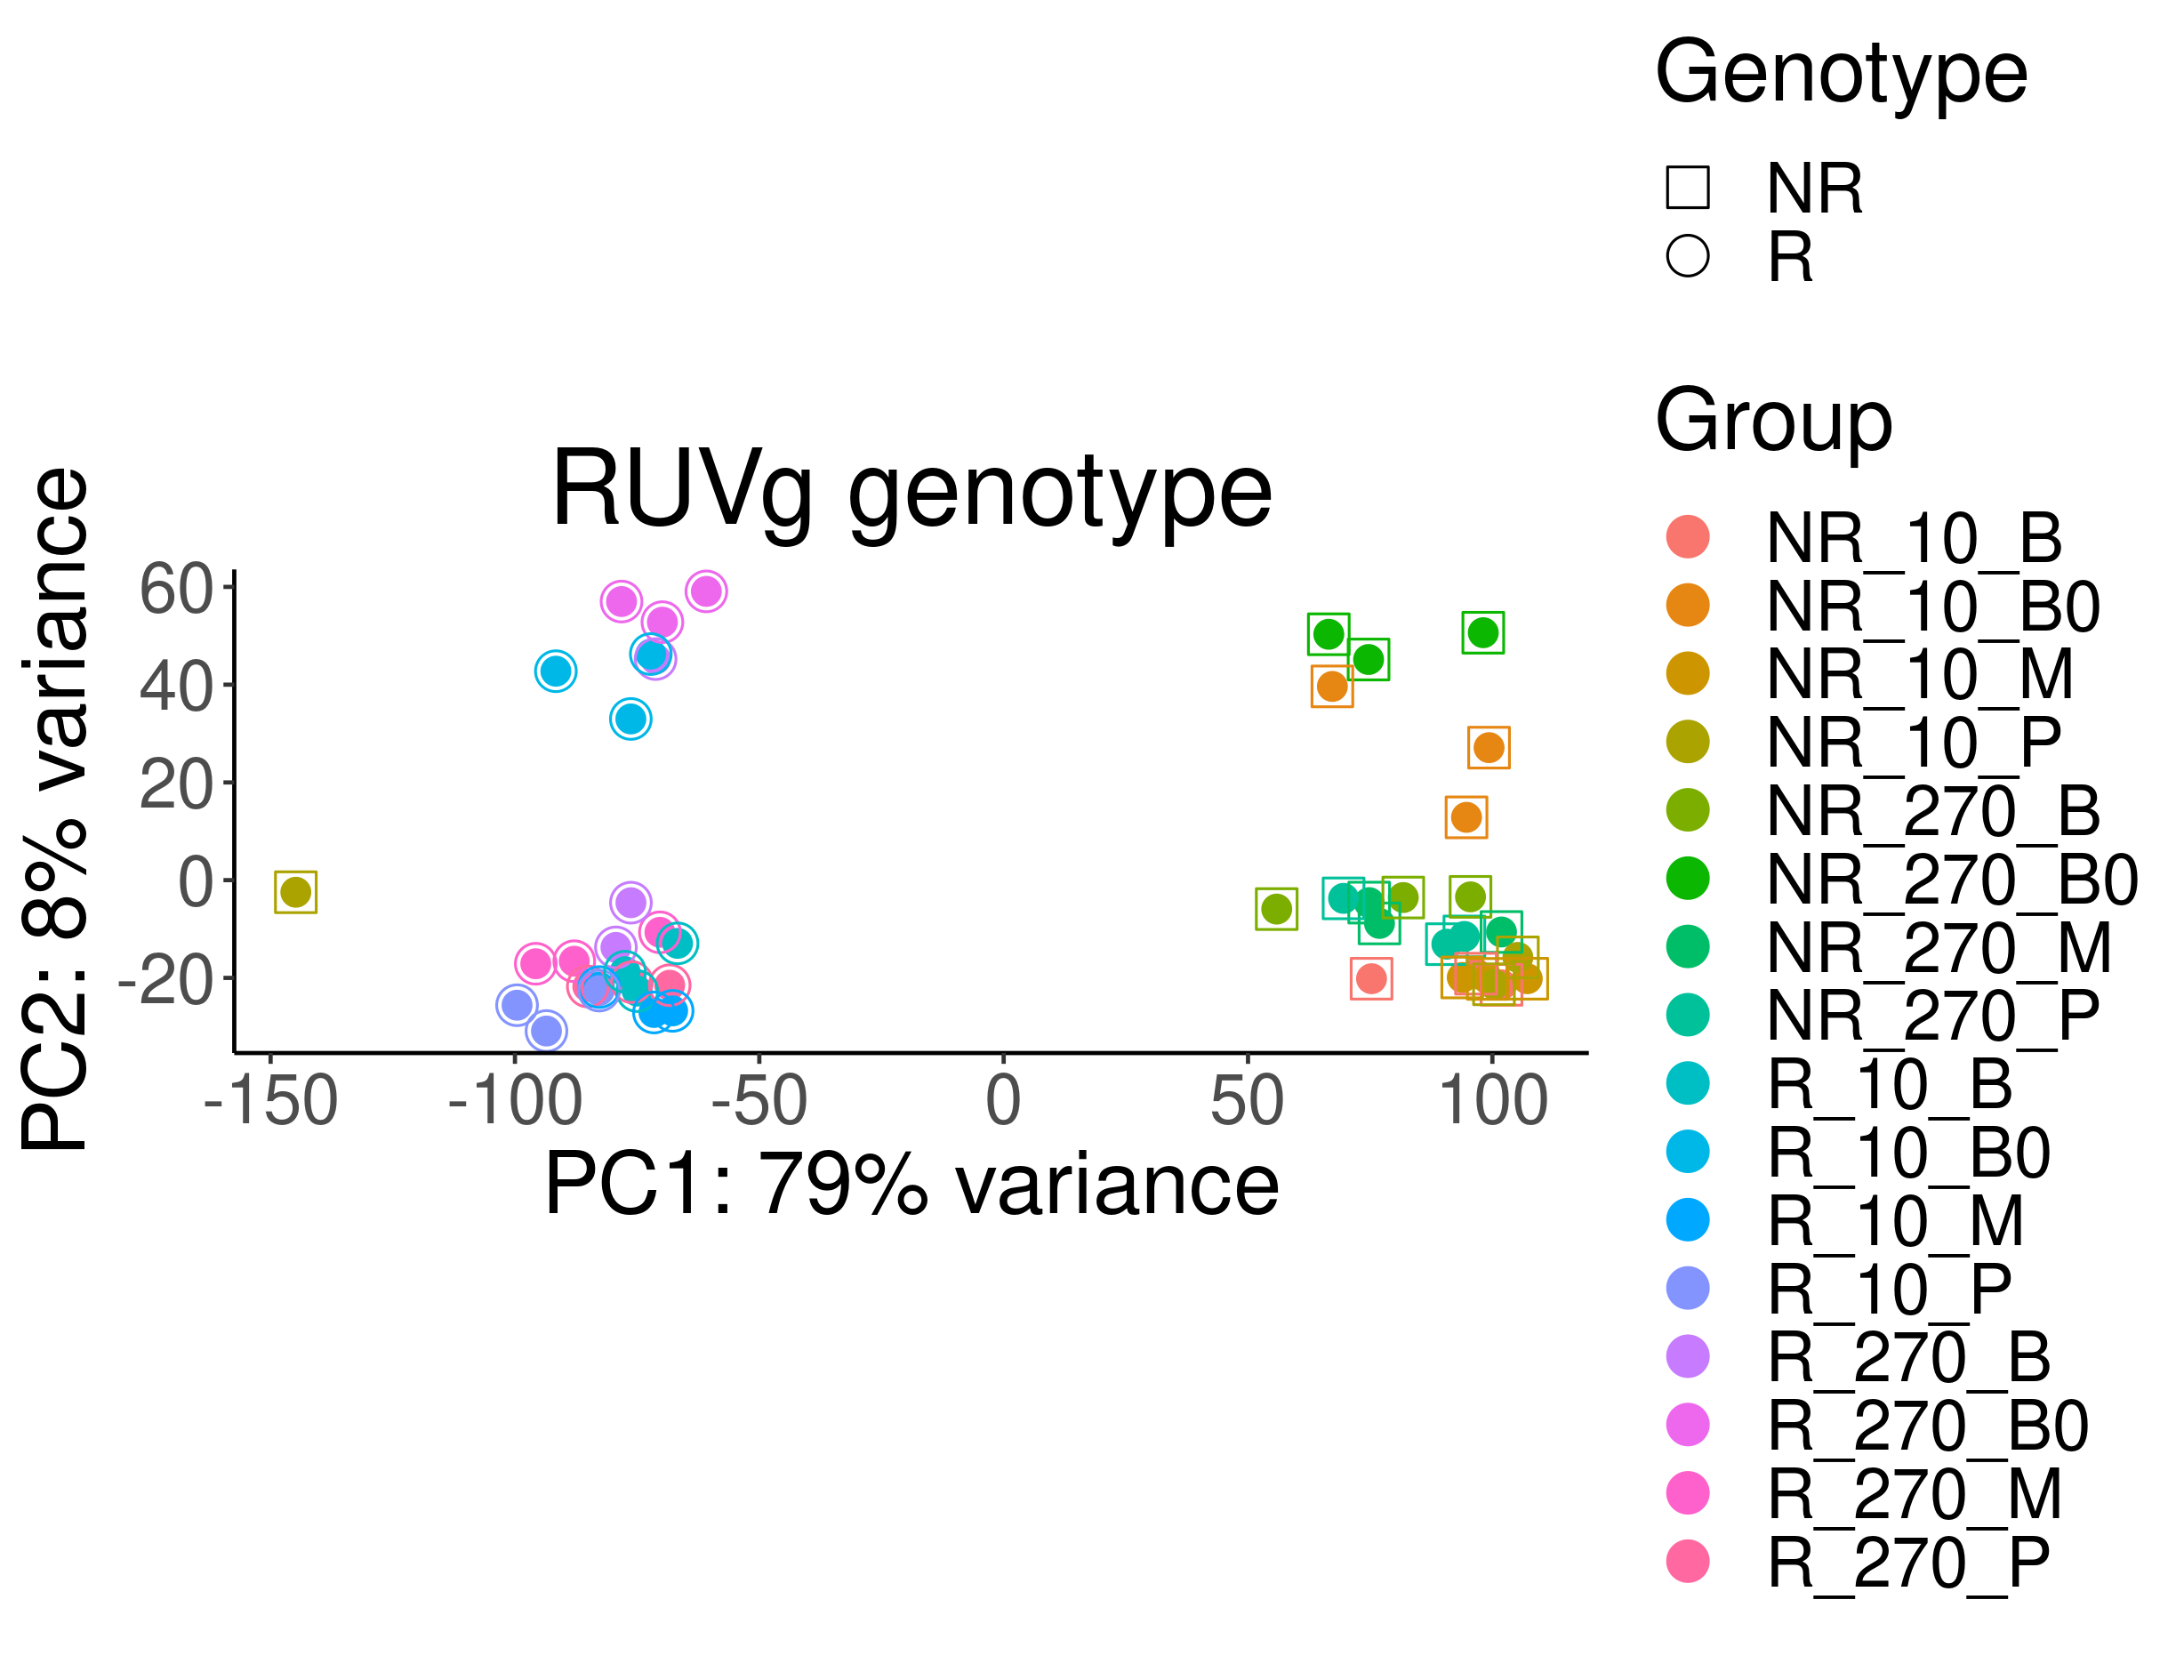 RUVg genotype
PC2: 8% variance
60
40
20
0
-20
-150
-100
-50
0
50
100
PC1: 79% variance
Genotype
NR
R
Group
NR_10_B
NR_10_B0
NR_10_M
NR_10_P
NR_270_B
NR_270_B0
NR_270_M
NR_270_P
R_10_B
R_10_B0
R_10_M
R_10_P
R_270_B
R_270_B0
R_270_M
R_270_P